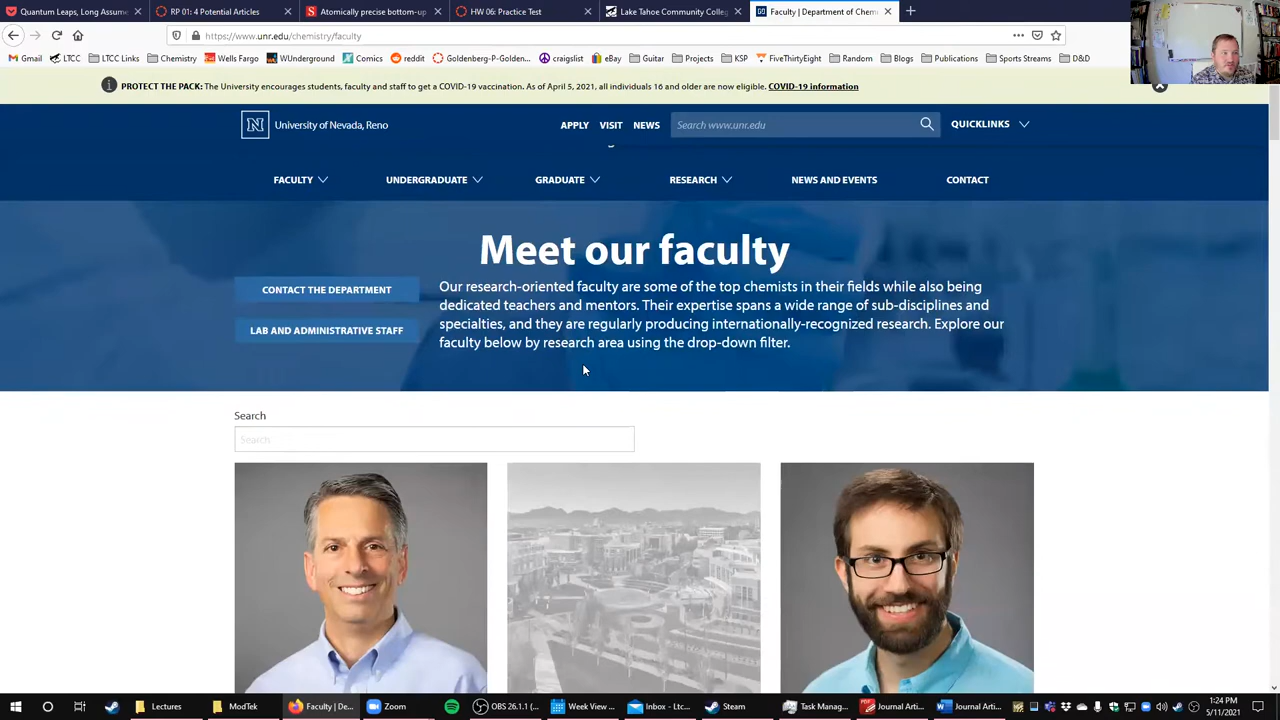 Quantum Leaps, Long Assume
RP 01: 4 Potential Articles
Atomically precise bottom-up
HW 06: Practice Test
Lake Tahoe Community Colleg
Faculty | Department of Chemi
https://www.unr.edu/chemistry/faculty
Gmail
LTCC
LTCC Links
Chemistry
Wells Fargo
WUnderground
Comics
reddit
Goldenberg-P-Golden...
craigslist
eBay
Guitar
Projects
KSP
FiveThirtyEight
Random
Blogs
Publications
Sports Streams
D&D
PROTECT THE PACK: The University encourages students, faculty and staff to get a COVID-19 vaccination. As of April 5, 2021, all individuals 16 and older are now eligible. COVID-19 information
N University of Nevada, Reno
APPLY
VISIT
NEWS
Search www.unr.edu
QUICKLINKS
FACULTY
UNDERGRADUATE
GRADUATE
RESEARCH
NEWS AND EVENTS
CONTACT
Meet our faculty
CONTACT THE DEPARTMENT
LAB AND ADMINISTRATIVE STAFF
Our research-oriented faculty are some of the top chemists in their fields while also being
dedicated teachers and mentors. Their expertise spans a wide range of sub-disciplines and
specialties, and they are regularly producing internationally-recognized research. Explore our
faculty below by research area using the drop-down filter.
Search
Search
Lectures
ModTek
Faculty | De...
Zoom
OBS 26.1.1 (...
Week View ...
Inbox - Ltc...
Steam
Task Manag...
Journal Arti...
Journal Arti...
1:24 PM
5/11/2021